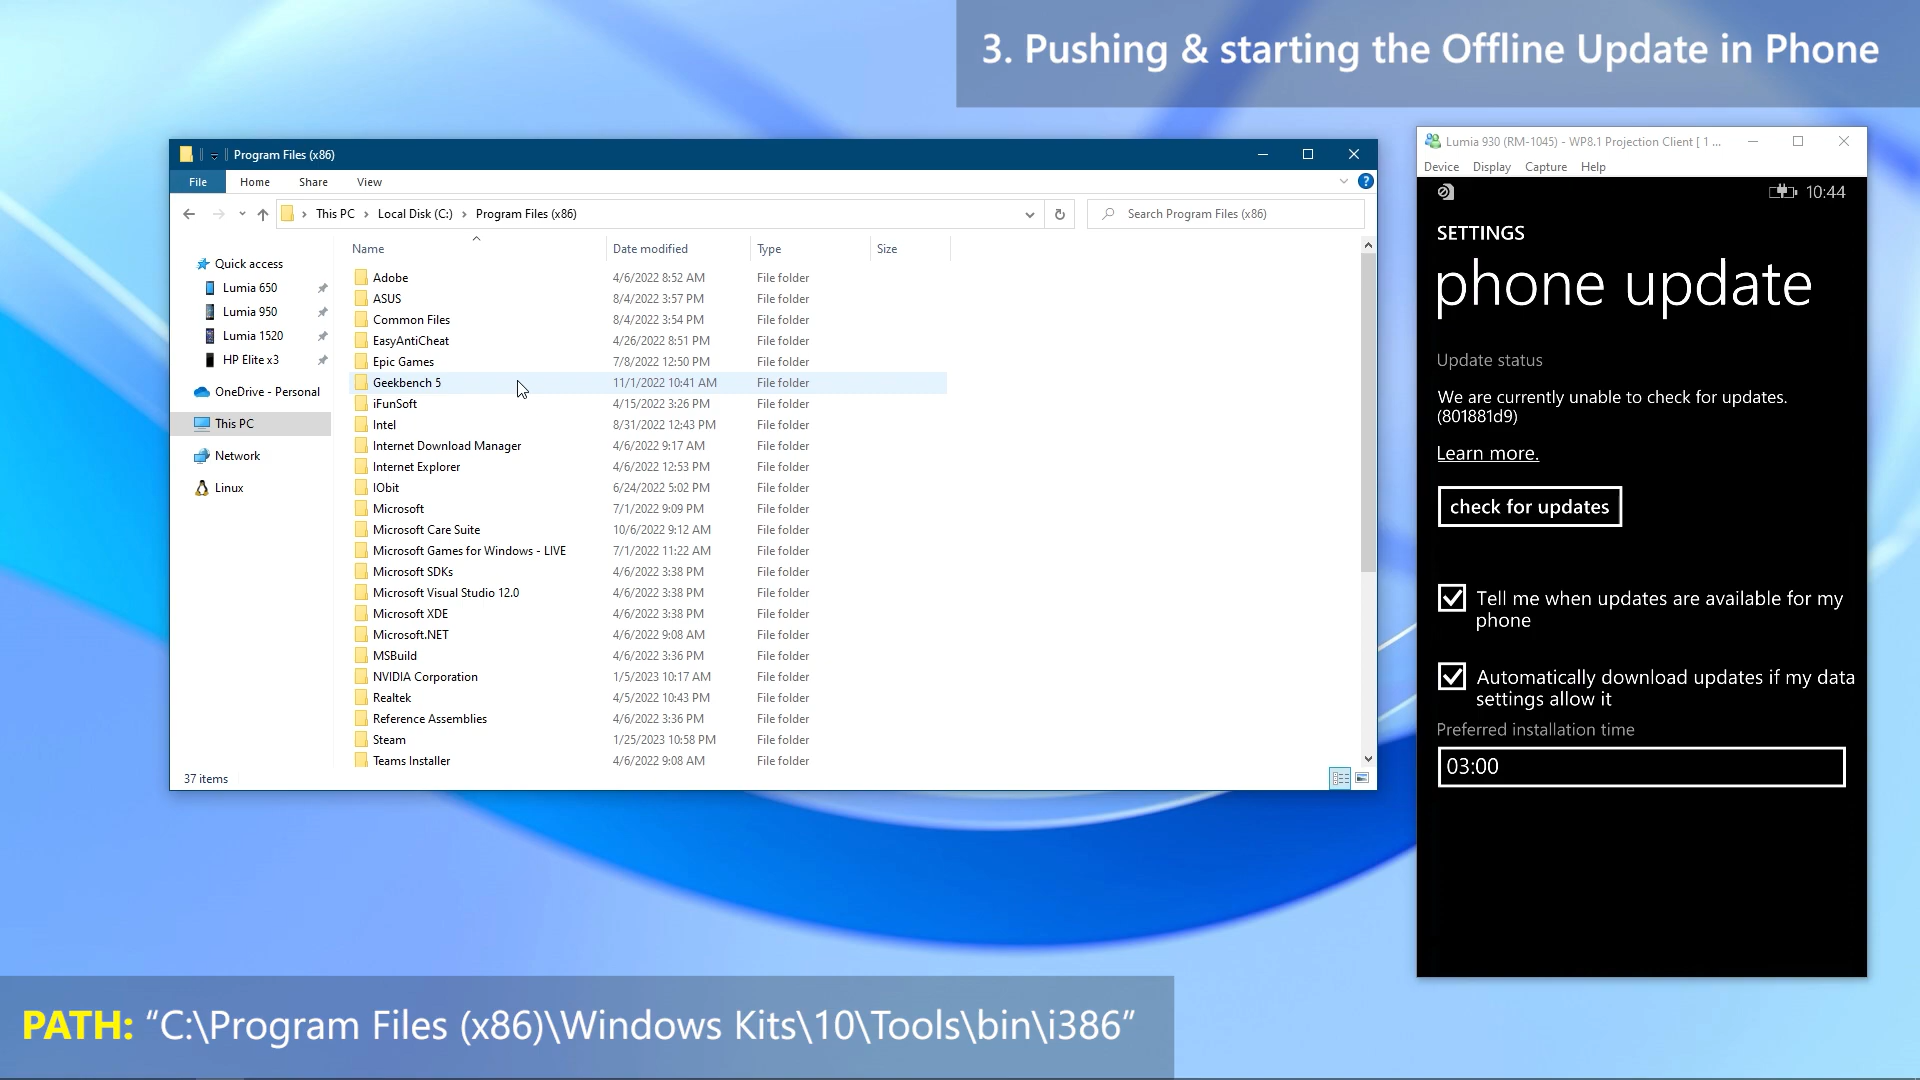 3. Pushing & starting the Offline Update in Phone
Program Files (x86)
File Home Share View
This PC Local Disk (C:) Program Files (x86)
Search Program Files (x86)
Name Date modified Type Size
Quick access
Lumia 650
Lumia 950
Lumia 1520
HP Elite x3
OneDrive - Personal
This PC
Network
Linux
Adobe 4/6/2022 8:52 AM File folder
ASUS 8/4/2022 3:57 PM File folder
Common Files 8/4/2022 3:54 PM File folder
EasyAntiCheat 4/26/2022 8:51 PM File folder
Epic Games 7/8/2022 12:50 PM File folder
Geekbench 5 11/1/2022 10:41 AM File folder
iFunSoft 4/15/2022 3:26 PM File folder
Intel 8/31/2022 12:43 PM File folder
Internet Download Manager 4/6/2022 9:17 AM File folder
Internet Explorer 4/6/2022 12:53 PM File folder
IObit 6/24/2022 5:02 PM File folder
Microsoft 7/1/2022 9:09 PM File folder
Microsoft Care Suite 10/6/2022 9:12 AM File folder
Microsoft Games for Windows - LIVE 7/1/2022 11:22 AM File folder
Microsoft SDKs 4/6/2022 3:38 PM File folder
Microsoft Visual Studio 12.0 4/6/2022 3:38 PM File folder
Microsoft XDE 4/6/2022 3:38 PM File folder
Microsoft.NET 4/6/2022 9:08 AM File folder
MSBuild 4/6/2022 3:36 PM File folder
NVIDIA Corporation 1/5/2023 10:17 AM File folder
Realtek 4/5/2022 10:43 PM File folder
Reference Assemblies 4/6/2022 3:36 PM File folder
Steam 1/25/2023 10:58 PM File folder
Teams Installer 4/6/2022 9:08 AM File folder
37 items
Lumia 930 (RM-1045) - WP8.1 Projection Client [ 1 ...
Device Display Capture Help
10:44
SETTINGS
phone update
Update status
We are currently unable to check for updates.
(801881d9)
Learn more.
check for updates
Tell me when updates are available for my
phone
Automatically download updates if my data
settings allow it
Preferred installation time
03:00
PATH: “C:\Program Files (x86)\Windows Kits\10\Tools\bin\i386”